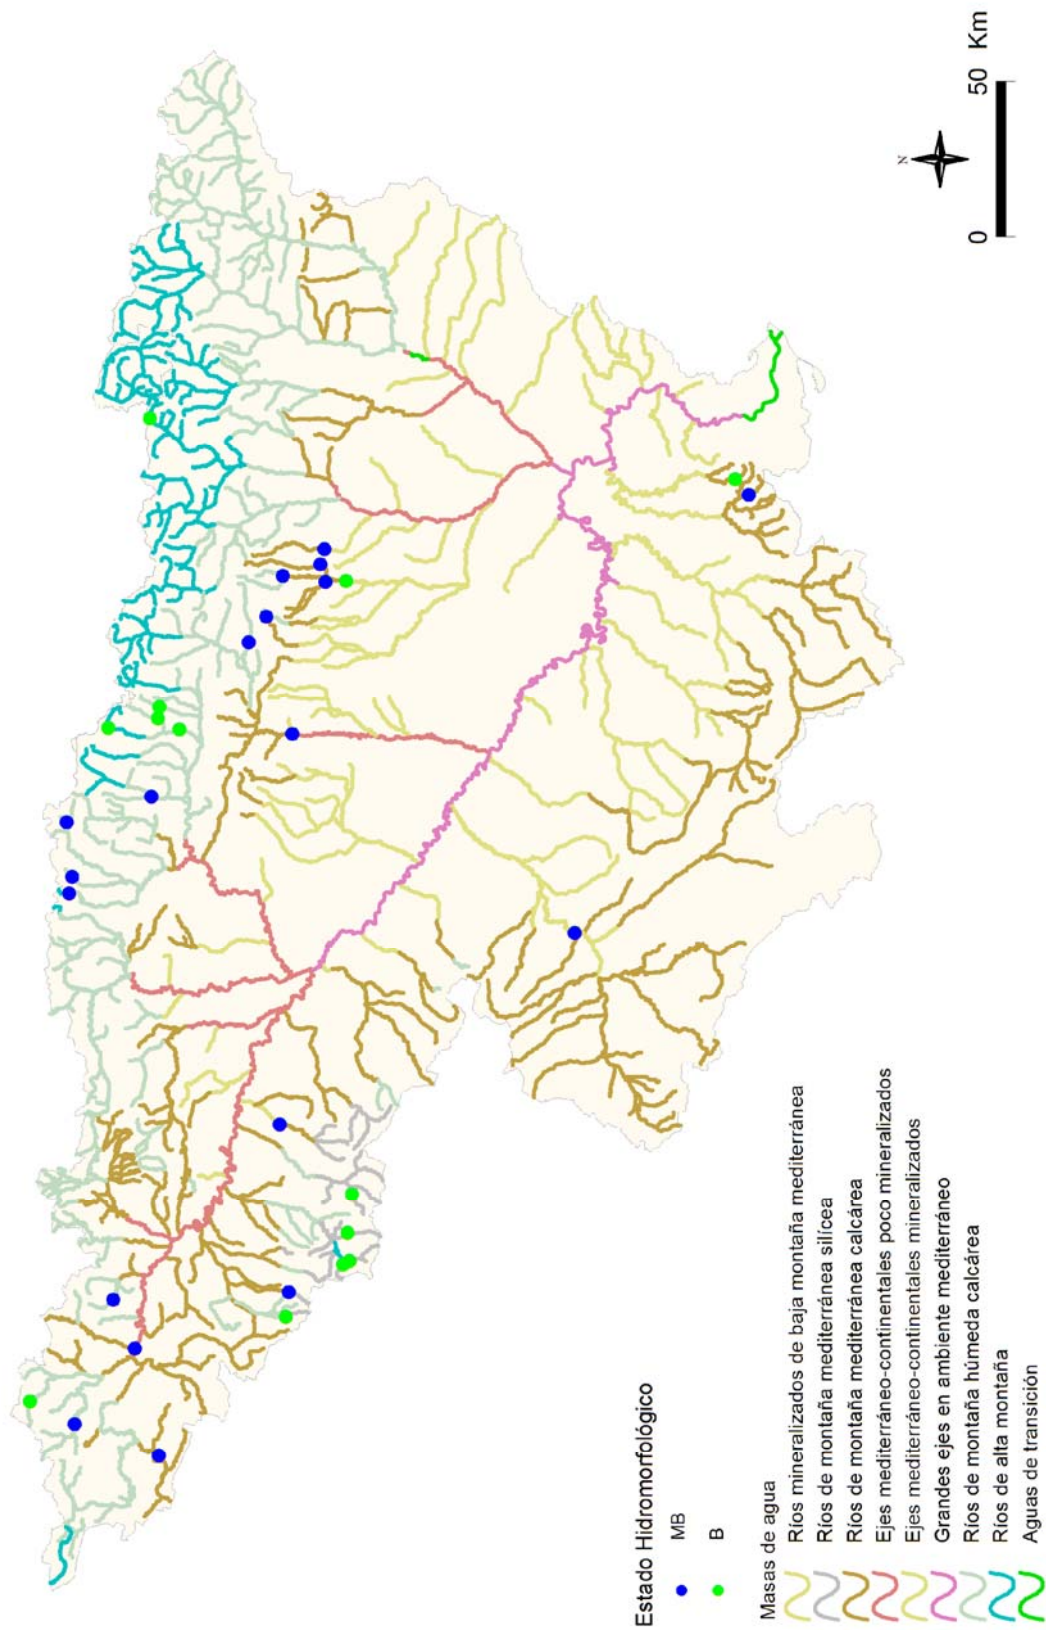 Estado Hidromorfológico
MB
B
Masas de agua
Ríos mineralizados de baja montaña mediterránea
Ríos de montaña mediterránea silícea
Ríos de montaña mediterránea calcárea
Ejes mediterráneo-continentales poco mineralizados
Ejes mediterráneo-continentales mineralizados
Grandes ejes en ambiente mediterráneo
Ríos de montaña húmeda calcárea
Ríos de alta montaña
Aguas de transición
N
0 50 Km